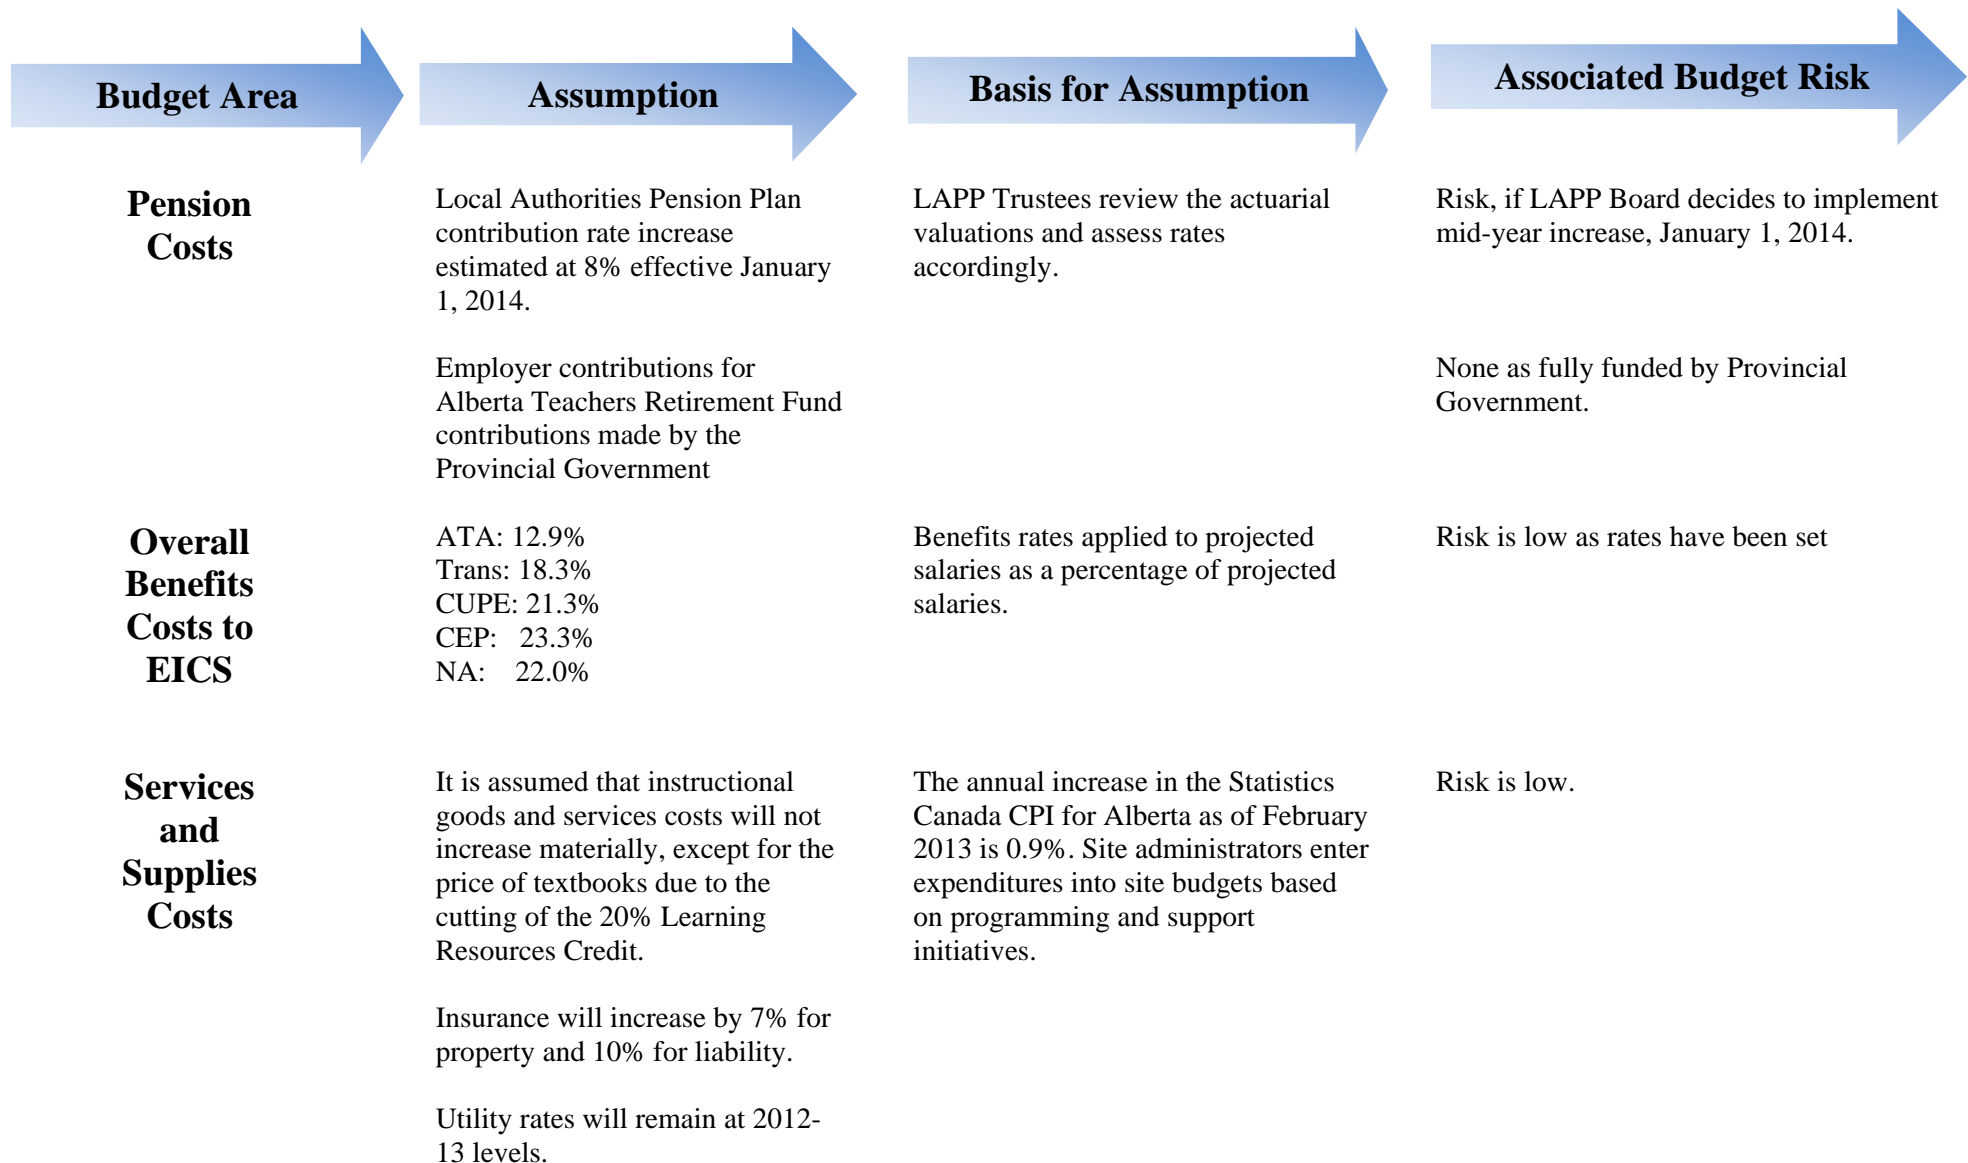 Budget Area
Assumption
Basis for Assumption
Associated Budget Risk
Pension
Costs
Local Authorities Pension Plan
contribution rate increase
estimated at 8% effective January
1, 2014.
LAPP Trustees review the actuarial
valuations and assess rates
accordingly.
Risk, if LAPP Board decides to implement
mid-year increase, January 1, 2014.
Employer contributions for
Alberta Teachers Retirement Fund
contributions made by the
Provincial Government
None as fully funded by Provincial
Government.
Overall
Benefits
Costs to
EICS
ATA: 12.9%
Trans: 18.3%
CUPE: 21.3%
CEP: 23.3%
NA: 22.0%
Benefits rates applied to projected
salaries as a percentage of projected
salaries.
Risk is low as rates have been set
Services
and
Supplies
Costs
It is assumed that instructional
goods and services costs will not
increase materially, except for the
price of textbooks due to the
cutting of the 20% Learning
Resources Credit.
The annual increase in the Statistics
Canada CPI for Alberta as of February
2013 is 0.9%. Site administrators enter
expenditures into site budgets based
on programming and support
initiatives.
Risk is low.
Insurance will increase by 7% for
property and 10% for liability.
Utility rates will remain at 2012-
13 levels.